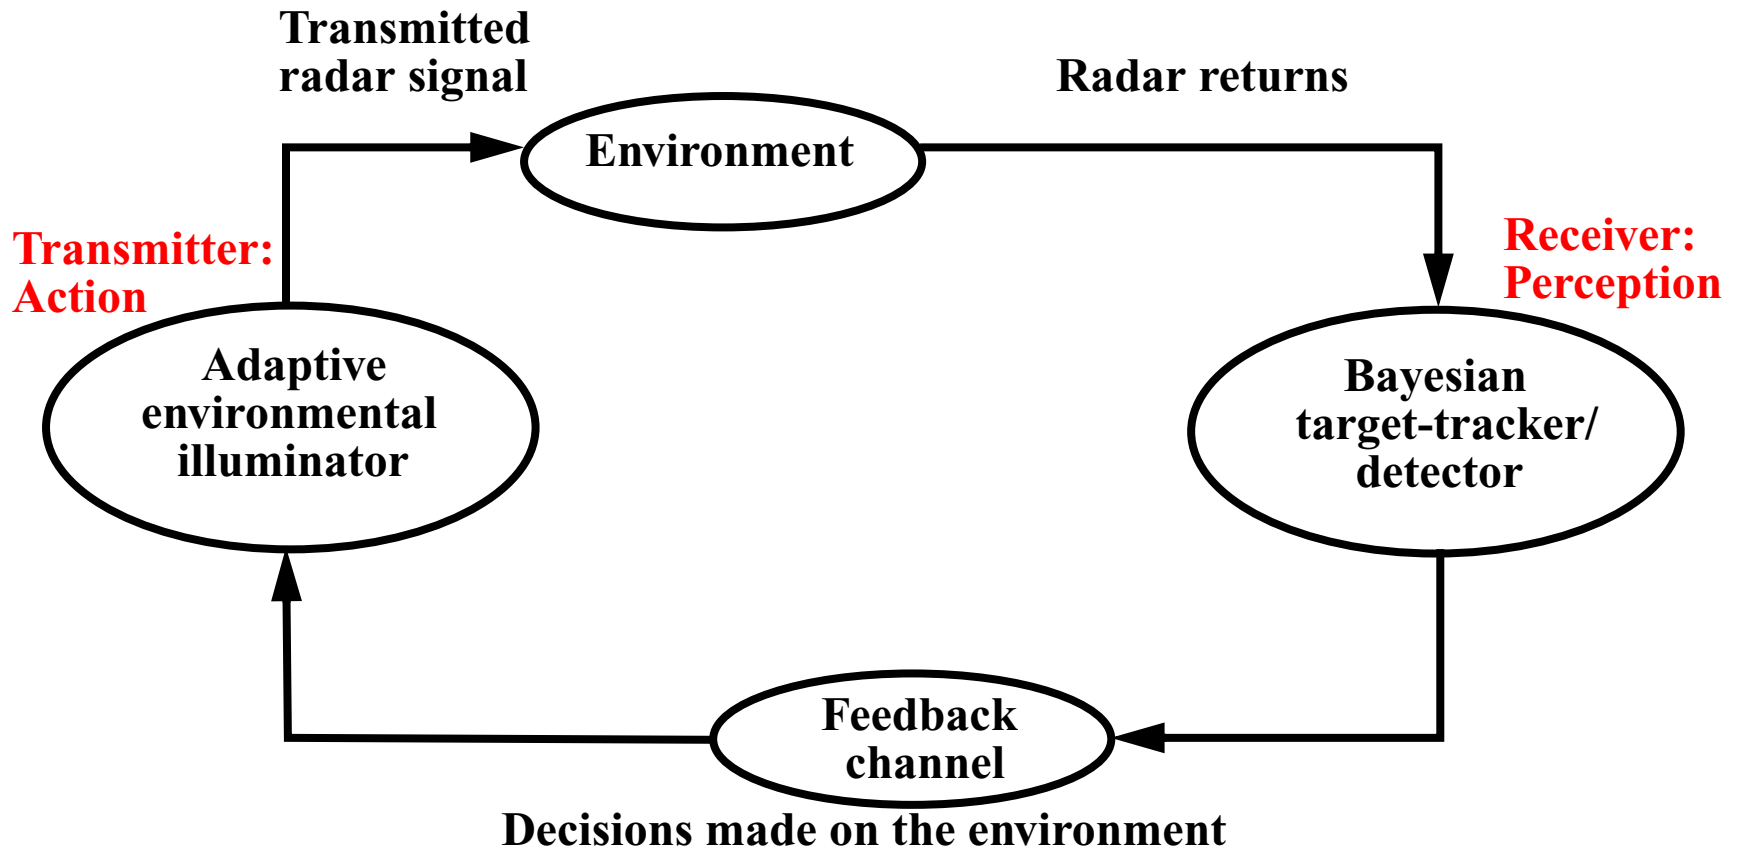 Transmitted
radar signal
Radar returns
Environment
Transmitter:
Action
Receiver:
Perception
Adaptive
environmental
illuminator
Bayesian
target-tracker/
detector
Feedback
channel
Decisions made on the environment